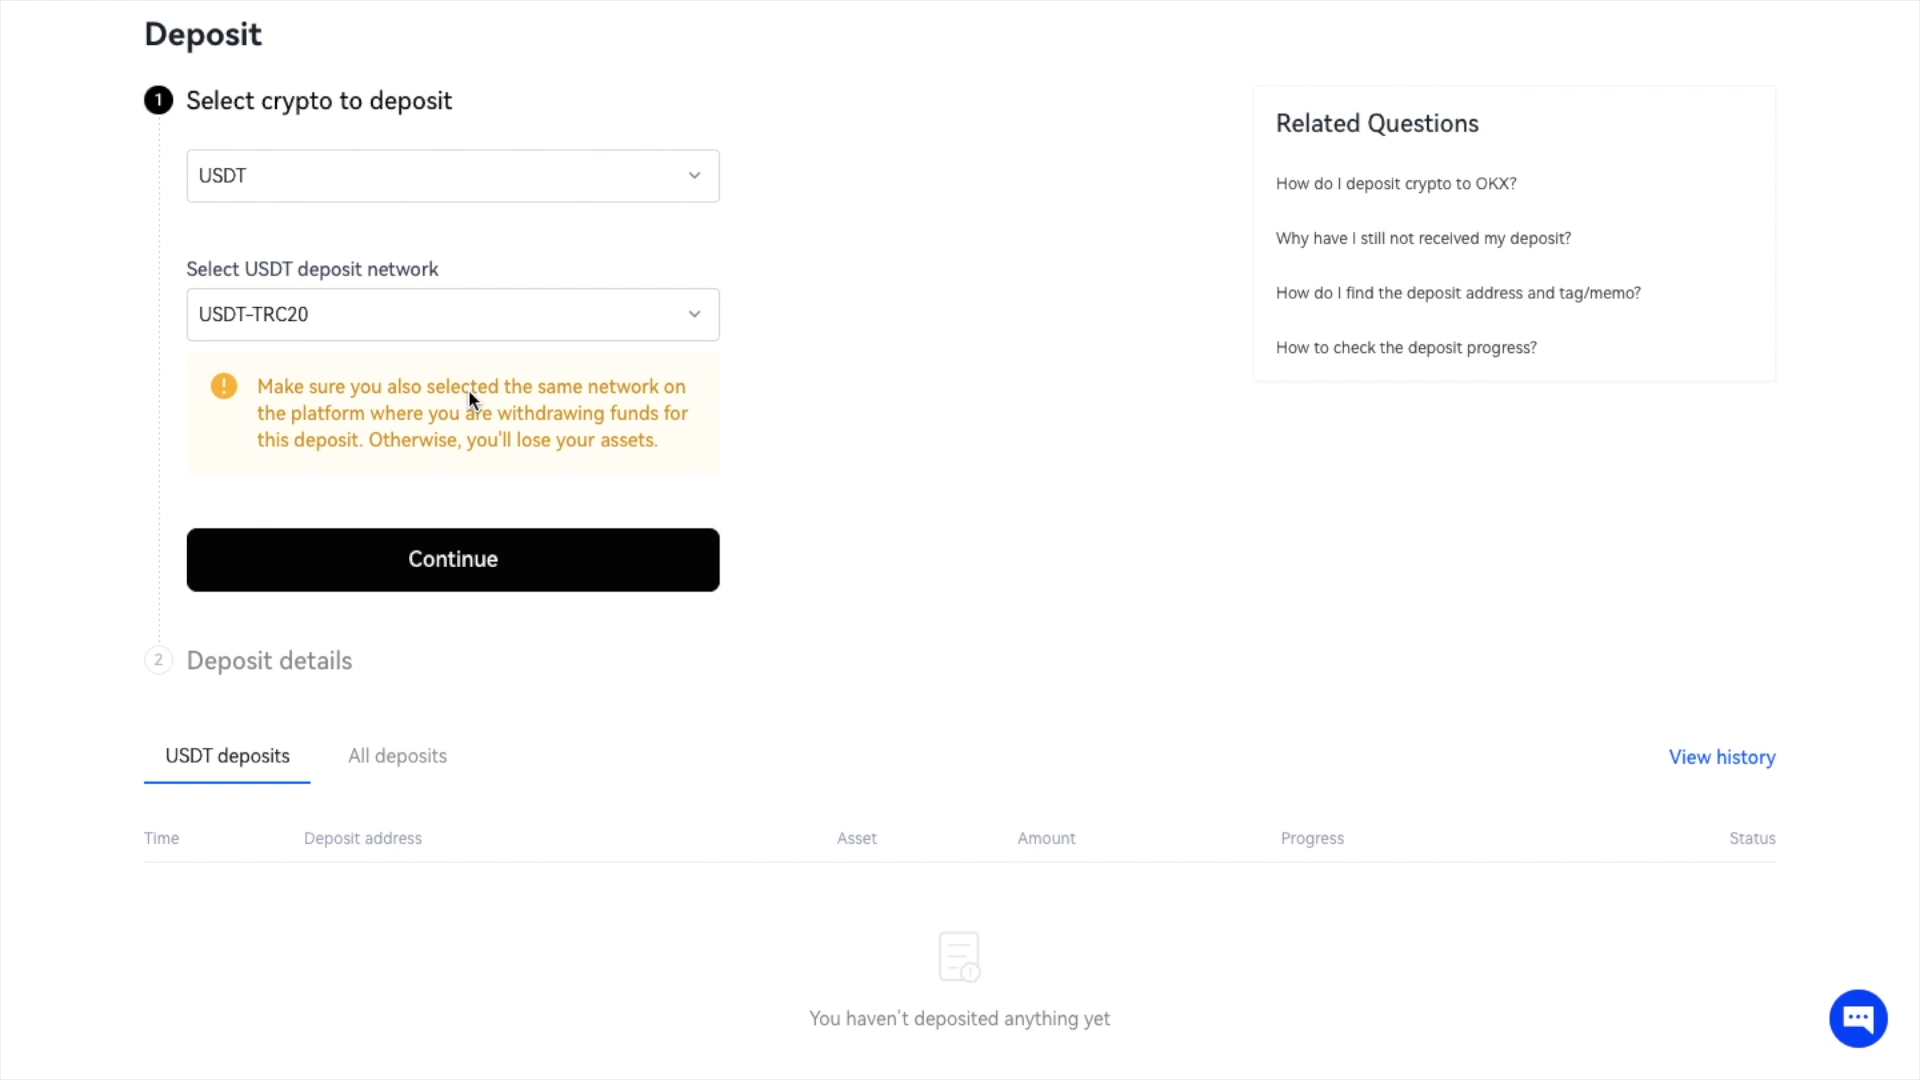 Deposit
1 Select crypto to deposit
USDT
Select USDT deposit network
USDT-TRC20
Make sure you also selected the same network on
the platform where you are withdrawing funds for
this deposit. Otherwise, you'll lose your assets.
Continue
2 Deposit details
Related Questions
How do I deposit crypto to OKX?
Why have I still not received my deposit?
How do I find the deposit address and tag/memo?
How to check the deposit progress?
USDT deposits All deposits View history
Time Deposit address Asset Amount Progress Status
You haven't deposited anything yet